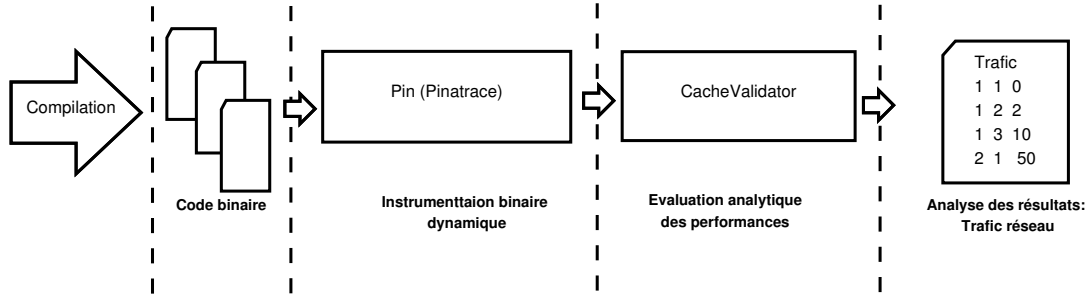 Compilation
Code binaire
Pin (Pinatrace)
Instrumenttaion binaire
dynamique
CacheValidator
Evaluation analytique
des performances
Trafic
1 1 0
1 2 2
1 3 10
2 1 50
Analyse des résultats:
Trafic réseau